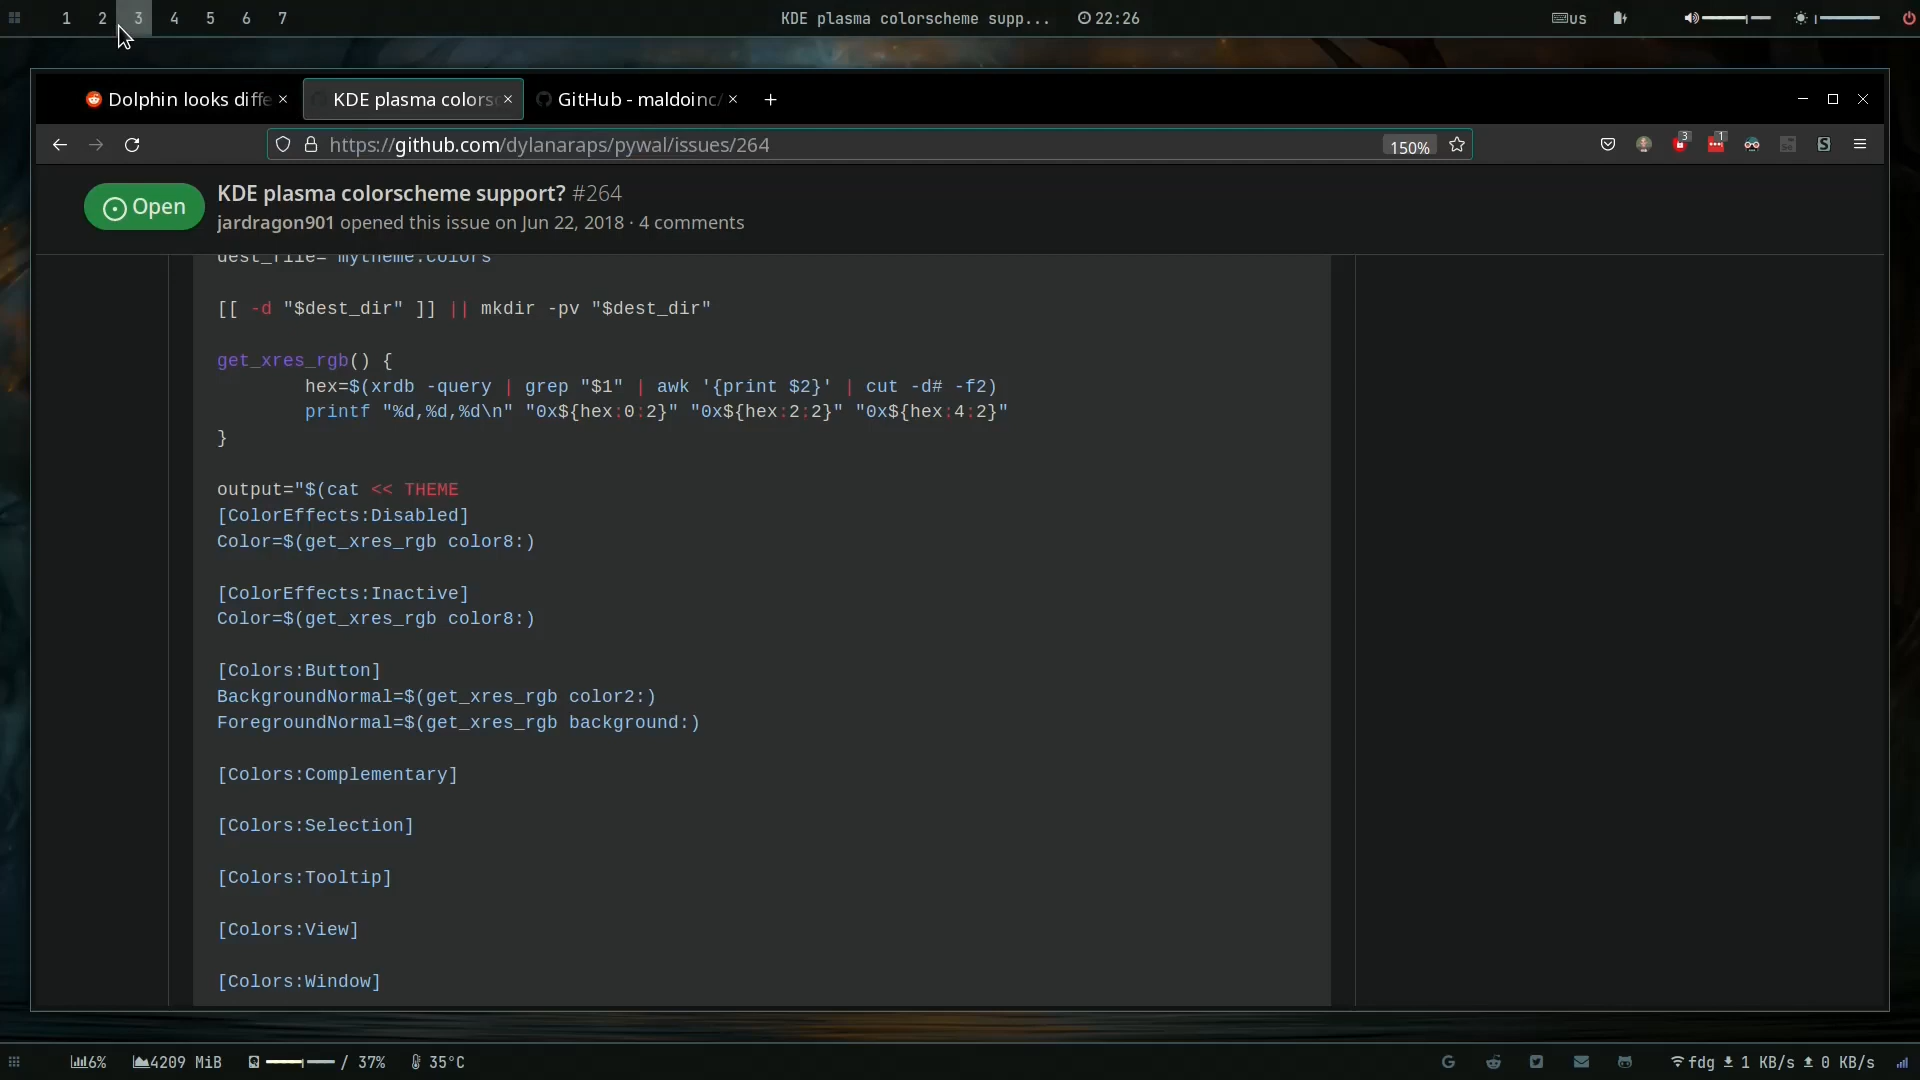 1 2 3 4 5 6 7 KDE plasma colorscheme supp... 22:26 us
Dolphin looks diffe KDE plasma colorsc GitHub - maldoinc/
https://github.com/dylanaraps/pywal/issues/264 150% 3 1
Open KDE plasma colorscheme support? #264
jardragon901 opened this issue on Jun 22, 2018 · 4 comments
dest_file="mytheme.colors"
[[ -d "$dest_dir" ]] || mkdir -pv "$dest_dir"
get_xres_rgb() {
hex=$(xrdb -query | grep "$1" | awk '{print $2}' | cut -d# -f2)
printf "%d,%d,%d\n" "0x${hex:0:2}" "0x${hex:2:2}" "0x${hex:4:2}"
}
output="$(cat << THEME
[ColorEffects:Disabled]
Color=$(get_xres_rgb color8:)
[ColorEffects:Inactive]
Color=$(get_xres_rgb color8:)
[Colors:Button]
BackgroundNormal=$(get_xres_rgb color2:)
ForegroundNormal=$(get_xres_rgb background:)
[Colors:Complementary]
[Colors:Selection]
[Colors:Tooltip]
[Colors:View]
[Colors:Window]
6% 4209 MiB / 37% 35°C fdg 1 KB/s 0 KB/s